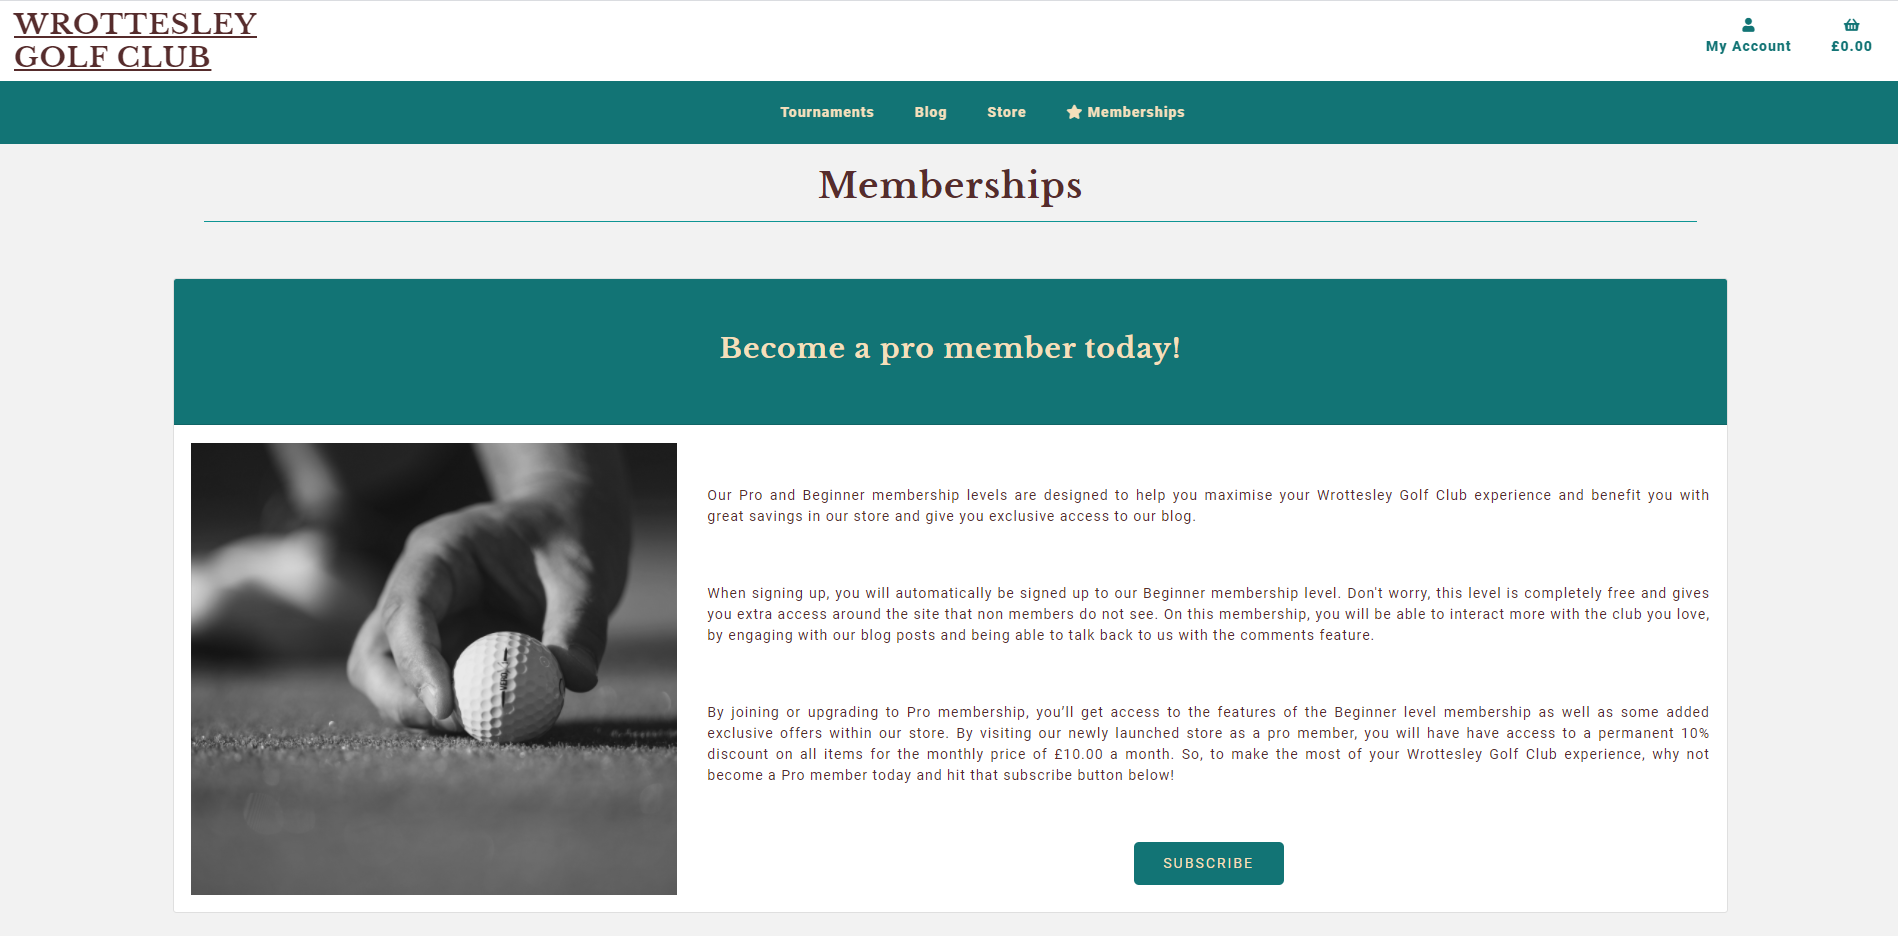 WROTTESLEY
GOLF CLUB
My Account
£0.00
Tournaments Blog Store Memberships
Memberships
Become a pro member today!
Our Pro and Beginner membership levels are designed to help you maximise your Wrottesley Golf Club experience and benefit you with
great savings in our store and give you exclusive access to our blog.
When signing up, you will automatically be signed up to our Beginner membership level. Don't worry, this level is completely free and gives
you extra access around the site that non members do not see. On this membership, you will be able to interact more with the club you love,
by engaging with our blog posts and being able to talk back to us with the comments feature.
By joining or upgrading to Pro membership, you’ll get access to the features of the Beginner level membership as well as some added
exclusive offers within our store. By visiting our newly launched store as a pro member, you will have have access to a permanent 10%
discount on all items for the monthly price of £10.00 a month. So, to make the most of your Wrottesley Golf Club experience, why not
become a Pro member today and hit that subscribe button below!
SUBSCRIBE